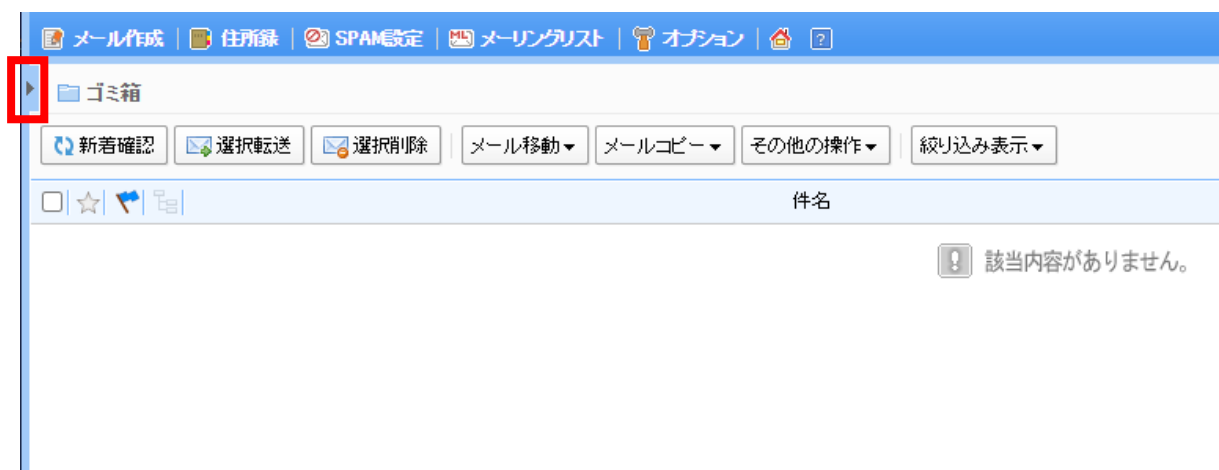 メール作成 | 住所録 | SPAM設定 | メーリングリスト | オプション | ?
ゴミ箱
新着確認 選択転送 選択削除 メール移動▼ メールコピー▼ その他の操作▼ 絞り込み表示▼
件名
該当内容がありません。